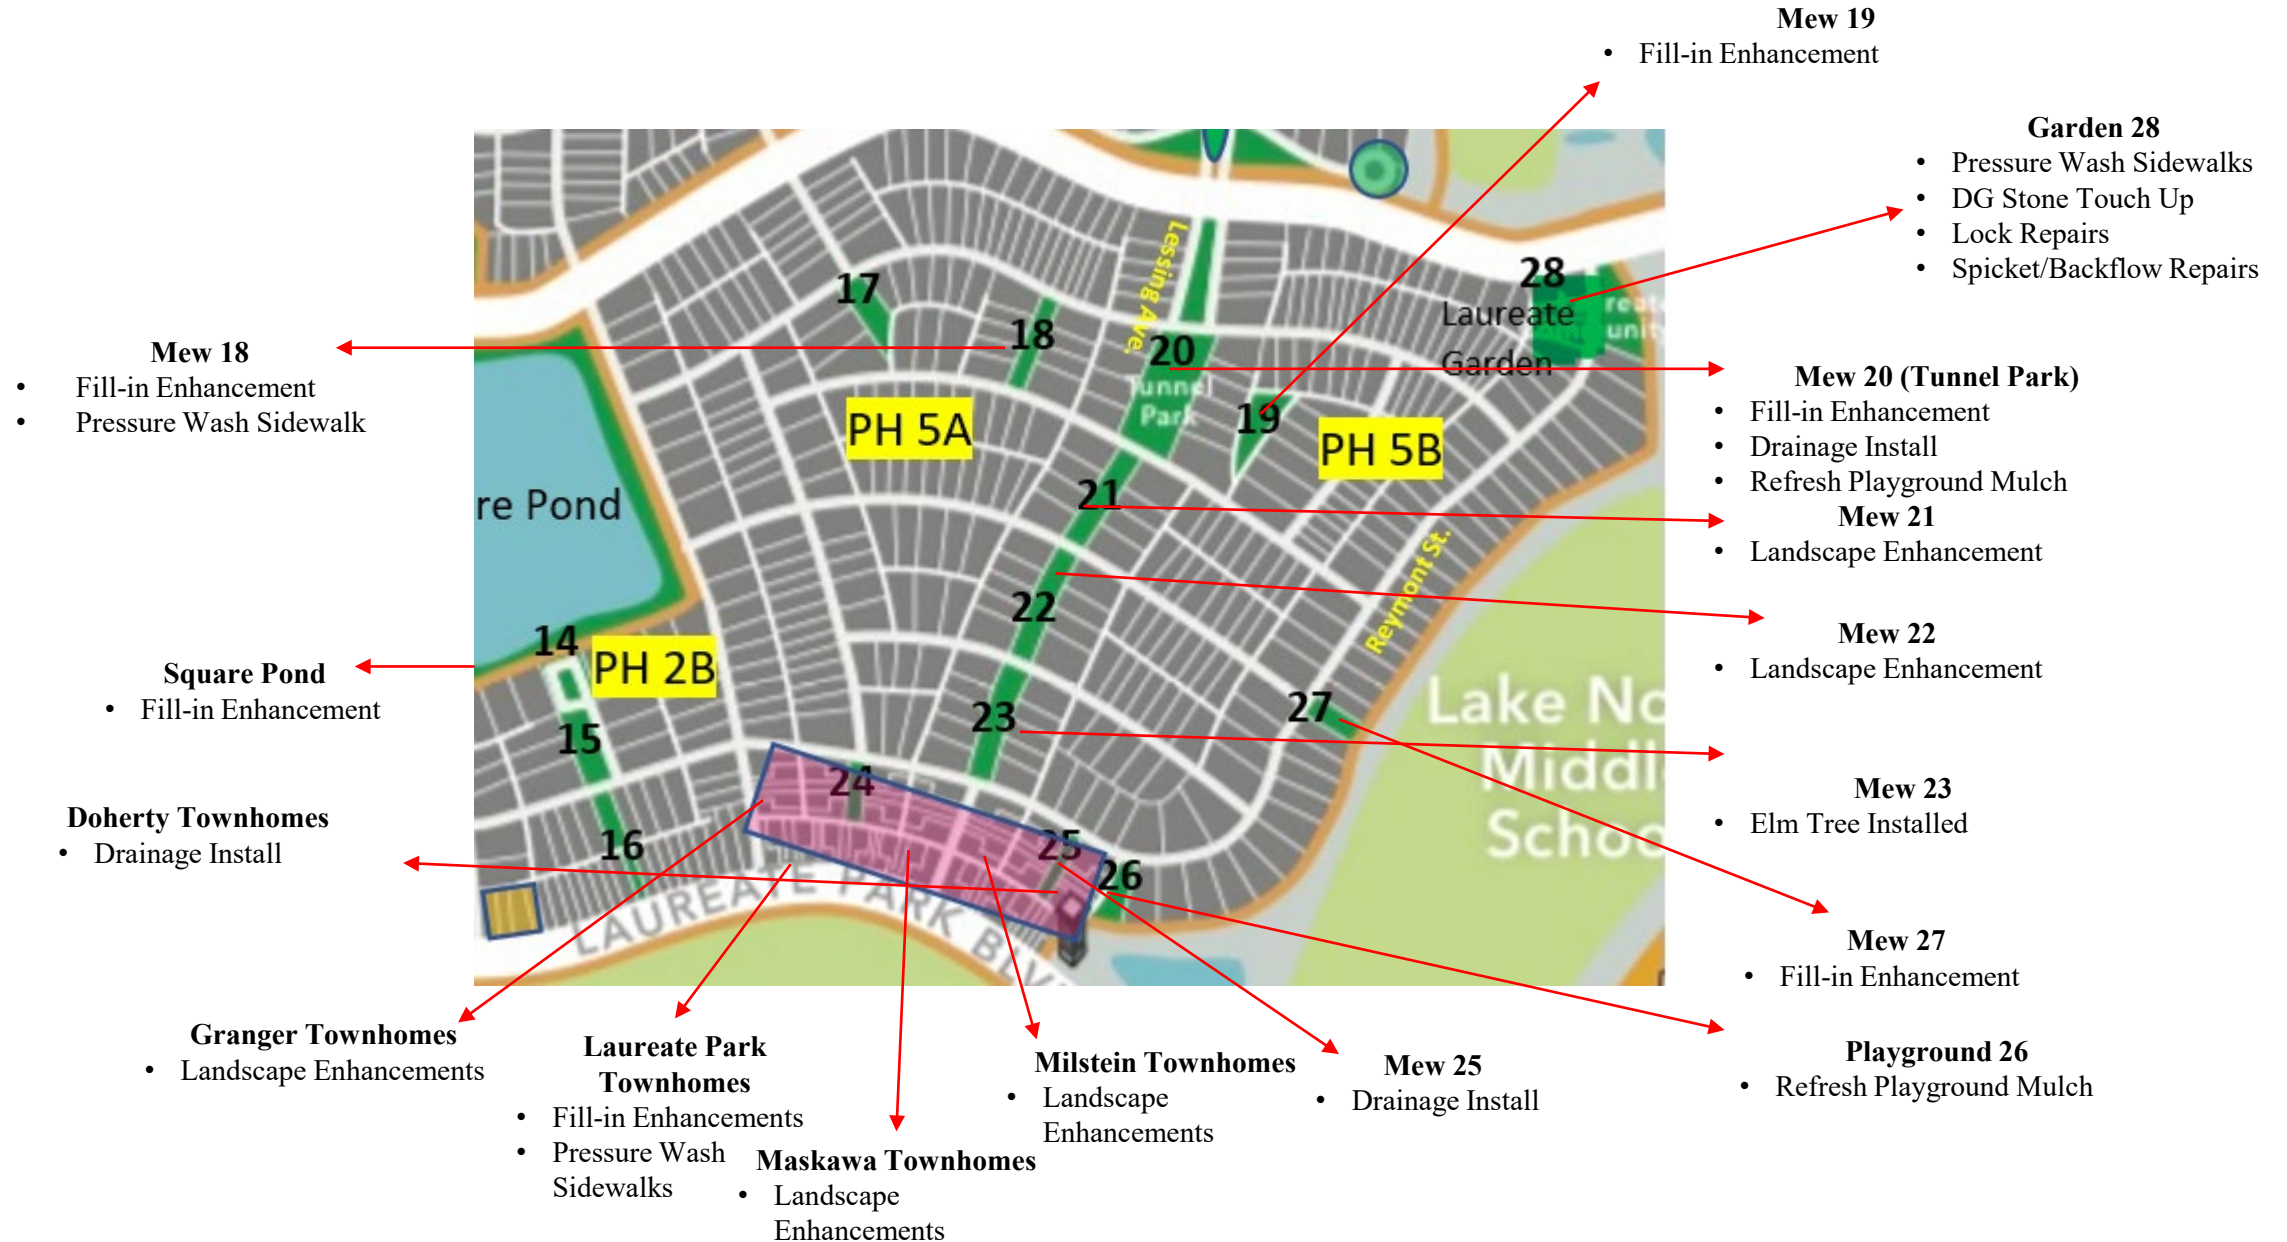 Mew 19
• Fill-in Enhancement
Garden 28
• Pressure Wash Sidewalks
• DG Stone Touch Up
• Lock Repairs
• Spicket/Backflow Repairs
Mew 18
• Fill-in Enhancement
• Pressure Wash Sidewalk
Square Pond
• Fill-in Enhancement
Doherty Townhomes
• Drainage Install
Lessing Ave.
17
18
20
Tunnel
Park
19
28
Laureate
Garden
PH 5A
PH 5B
re Pond
21
22
Reymont St.
14
PH 2B
15
23
27
Lake No
Middl
Schoo
24
16
25
26
LAUREATE PARK BLV
Mew 20 (Tunnel Park)
• Fill-in Enhancement
• Drainage Install
• Refresh Playground Mulch
Mew 21
• Landscape Enhancement
Mew 22
• Landscape Enhancement
Mew 23
• Elm Tree Installed
Mew 27
• Fill-in Enhancement
Playground 26
• Refresh Playground Mulch
Granger Townhomes
• Landscape Enhancements
Laureate Park
Townhomes
• Fill-in Enhancements
• Pressure Wash
Sidewalks
Maskawa Townhomes
• Landscape
Enhancements
Milstein Townhomes
• Landscape
Enhancements
Mew 25
• Drainage Install